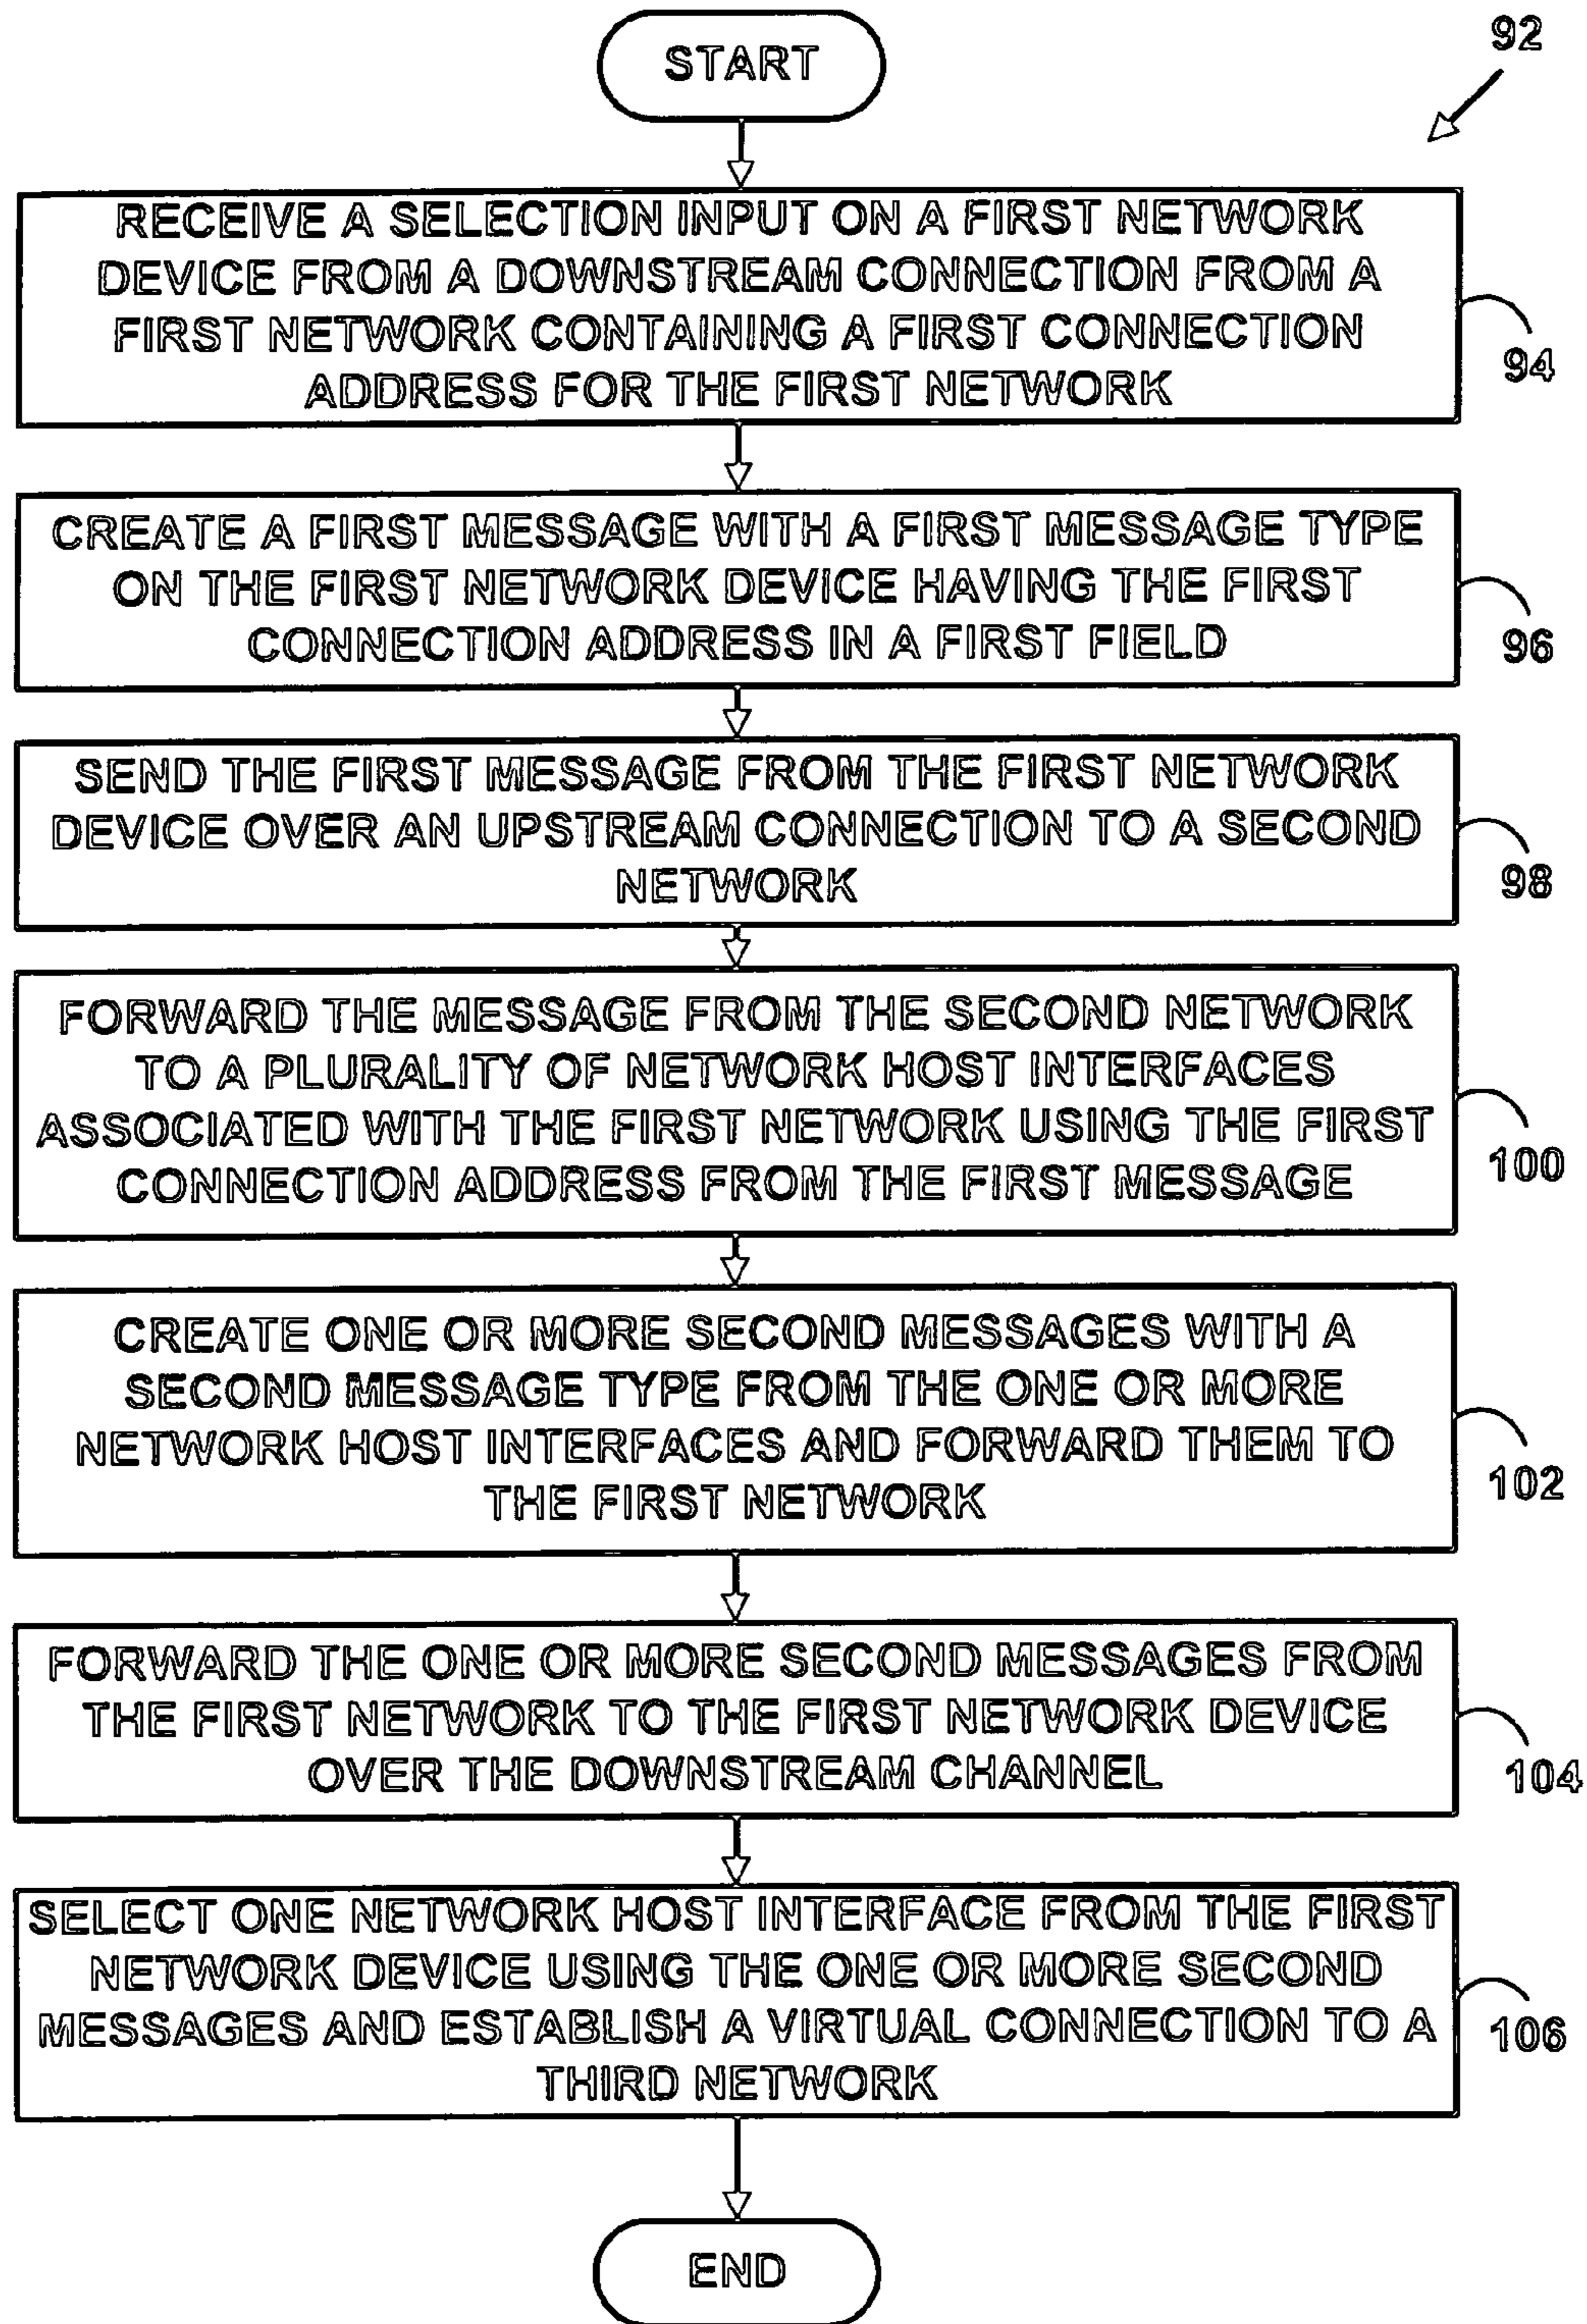 START
92
RECEIVE A SELECTION INPUT ON A FIRST NETWORK
DEVICE FROM A DOWNSTREAM CONNECTION FROM A
FIRST NETWORK CONTAINING A FIRST CONNECTION
ADDRESS FOR THE FIRST NETWORK
94
CREATE A FIRST MESSAGE WITH A FIRST MESSAGE TYPE
ON THE FIRST NETWORK DEVICE HAVING THE FIRST
CONNECTION ADDRESS IN A FIRST FIELD
96
SEND THE FIRST MESSAGE FROM THE FIRST NETWORK
DEVICE OVER AN UPSTREAM CONNECTION TO A SECOND
NETWORK
98
FORWARD THE MESSAGE FROM THE SECOND NETWORK
TO A PLURALITY OF NETWORK HOST INTERFACES
ASSOCIATED WITH THE FIRST NETWORK USING THE FIRST
CONNECTION ADDRESS FROM THE FIRST MESSAGE
100
CREATE ONE OR MORE SECOND MESSAGES WITH A
SECOND MESSAGE TYPE FROM THE ONE OR MORE
NETWORK HOST INTERFACES AND FORWARD THEM TO
THE FIRST NETWORK
102
FORWARD THE ONE OR MORE SECOND MESSAGES FROM
THE FIRST NETWORK TO THE FIRST NETWORK DEVICE
OVER THE DOWNSTREAM CHANNEL
104
SELECT ONE NETWORK HOST INTERFACE FROM THE FIRST
NETWORK DEVICE USING THE ONE OR MORE SECOND
MESSAGES AND ESTABLISH A VIRTUAL CONNECTION TO A
THIRD NETWORK
106
END